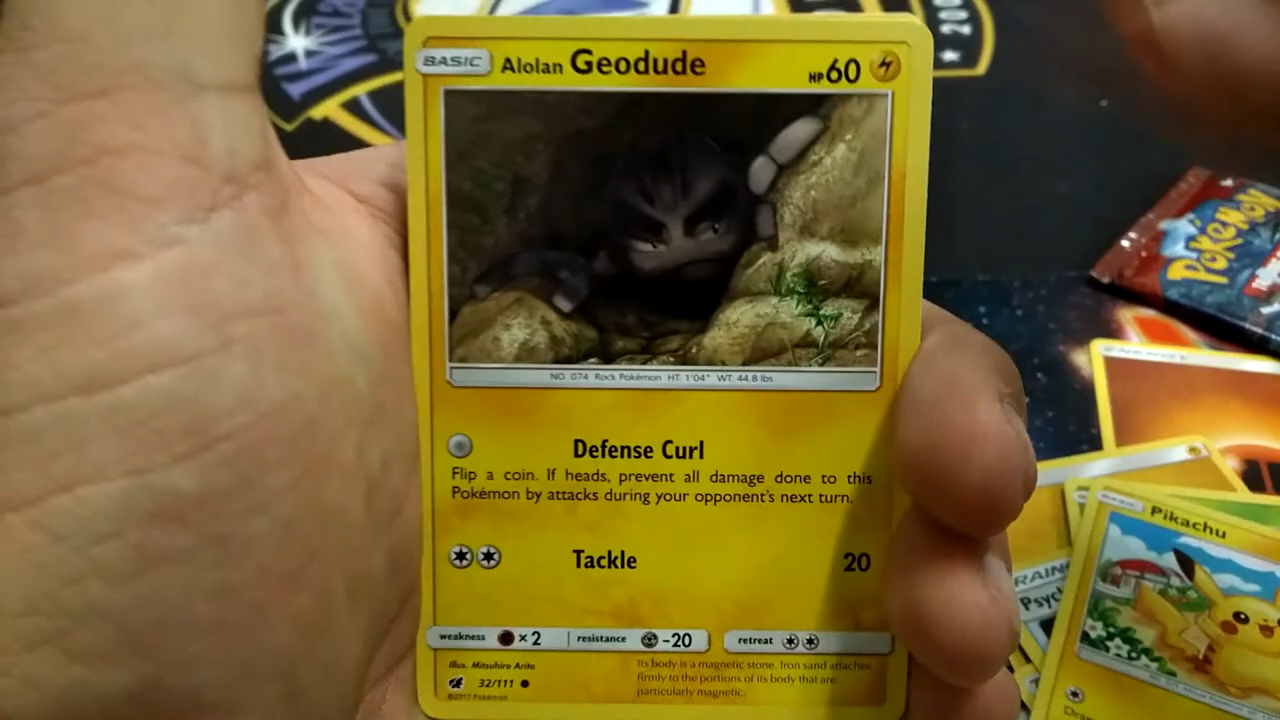 BASIC Alolan Geodude HP 60
NO. 074 Rock Pokémon HT: 1'04" WT: 44.8 lbs
Defense Curl
Flip a coin. If heads, prevent all damage done to this
Pokémon by attacks during your opponent's next turn.
Tackle 20
weakness ×2 resistance -20 retreat
Illus. Mitsuhiro Arita
32/111
©2017 Pokémon
Its body is a magnetic stone. Iron sand attaches
firmly to the portions of its body that are
particularly magnetic.
POKéMON
BASIC
Pikachu
★ 200